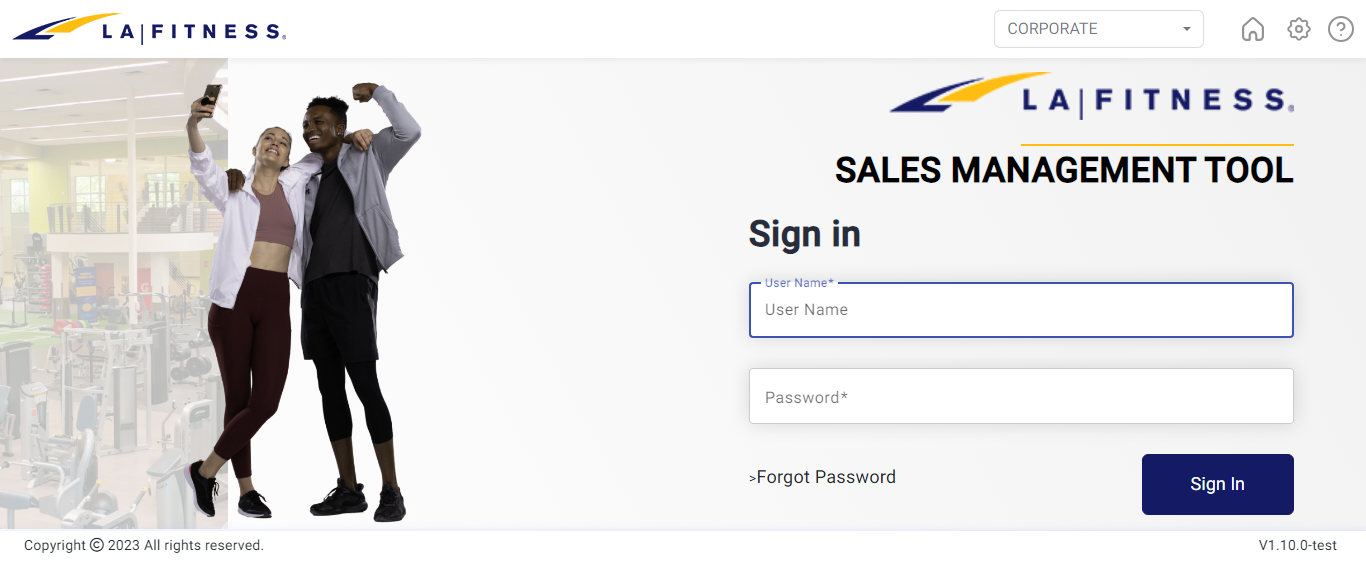 LA|FITNESS.
CORPORATE
LA|FITNESS.
SALES MANAGEMENT TOOL
Sign in
User Name*
User Name
Password*
>Forgot Password
Sign In
Copyright © 2023 All rights reserved.
V1.10.0-test